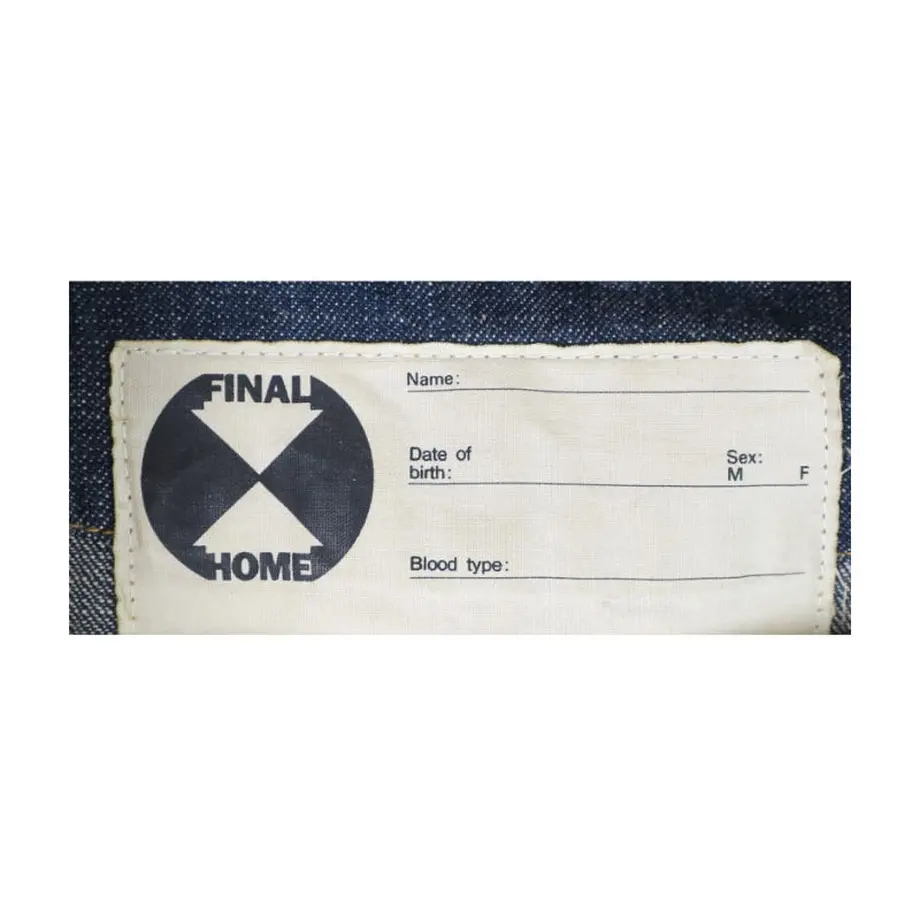 FINAL
HOME
Name:
Date of
birth:
Sex:
M F
Blood type: